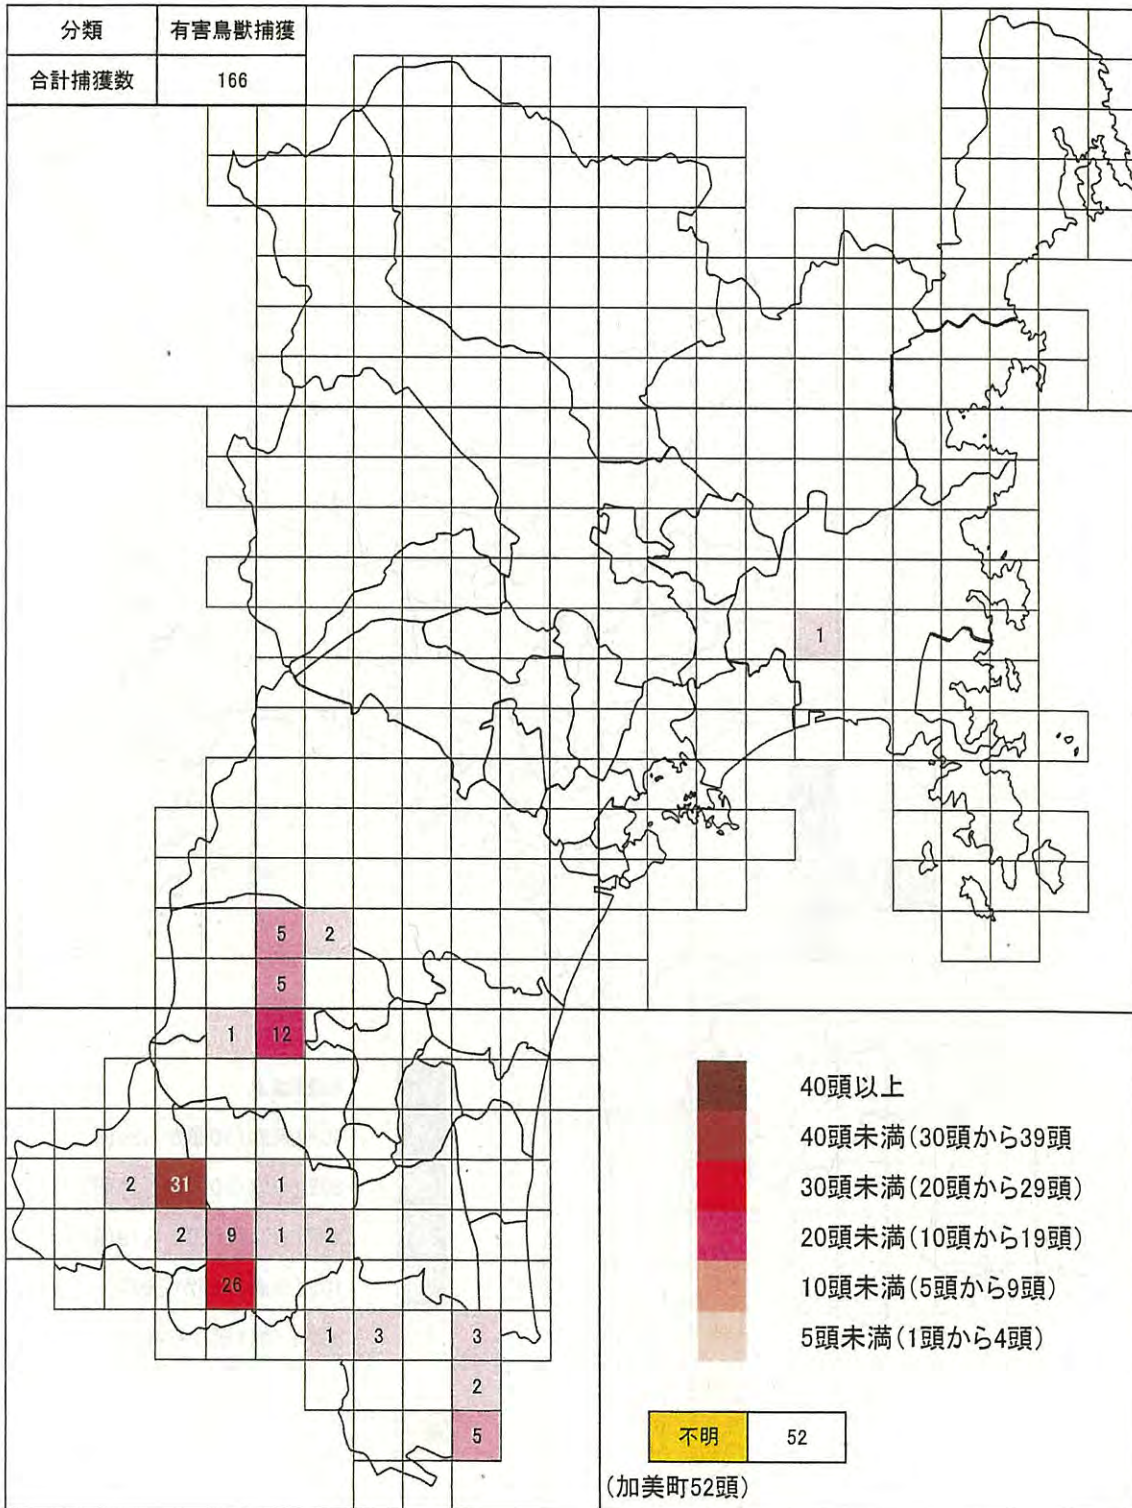 分類 有害鳥獣捕獲
合計捕獲数 166
1
5 2
5
1 12
2 31 1
2 9 1 2
26
1 3 3
2
5
40頭以上
40頭未満(30頭から39頭
30頭未満(20頭から29頭)
20頭未満(10頭から19頭)
10頭未満(5頭から9頭)
5頭未満(1頭から4頭)
不明 52
(加美町52頭)